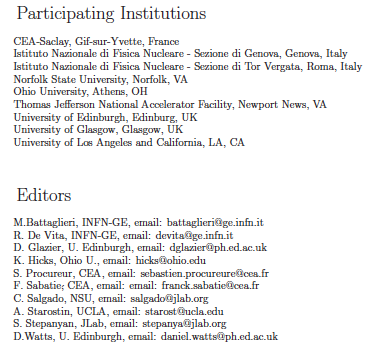 Participating Institutions
CEA-Saclay, Gif-sur-Yvette, France
Istituto Nazionale di Fisica Nucleare - Sezione di Genova, Genova, Italy
Istituto Nazionale di Fisica Nucleare - Sezione di Tor Vergata, Roma, Italy
Norfolk State University, Norfolk, VA
Ohio University, Athens, OH
Thomas Jefferson National Accelerator Facility, Newport News, VA
University of Edinburgh, Edinburg, UK
University of Glasgow, Glasgow, UK
University of Los Angeles and California, LA, CA
Editors
M.Battaglieri, INFN-GE, email: battaglieri@ge.infn.it
R. De Vita, INFN-GE, email: devita@ge.infn.it
D. Glazier, U. Edinburgh, email: dglazier@ph.ed.ac.uk
K. Hicks, Ohio U., email: hicks@ohio.edu
S. Procureur, CEA, email: sebastien.procureure@cea.fr
F. Sabatie; CEA, email: email: franck.sabatie@cea.fr
C. Salgado, NSU, email: salgado@jlab.org
A. Starostin, UCLA, email: starost@ucla.edu
S. Stepanyan, JLab, email: stepanya@jlab.org
D.Watts, U. Edinburgh, email: daniel.watts@ph.ed.ac.uk